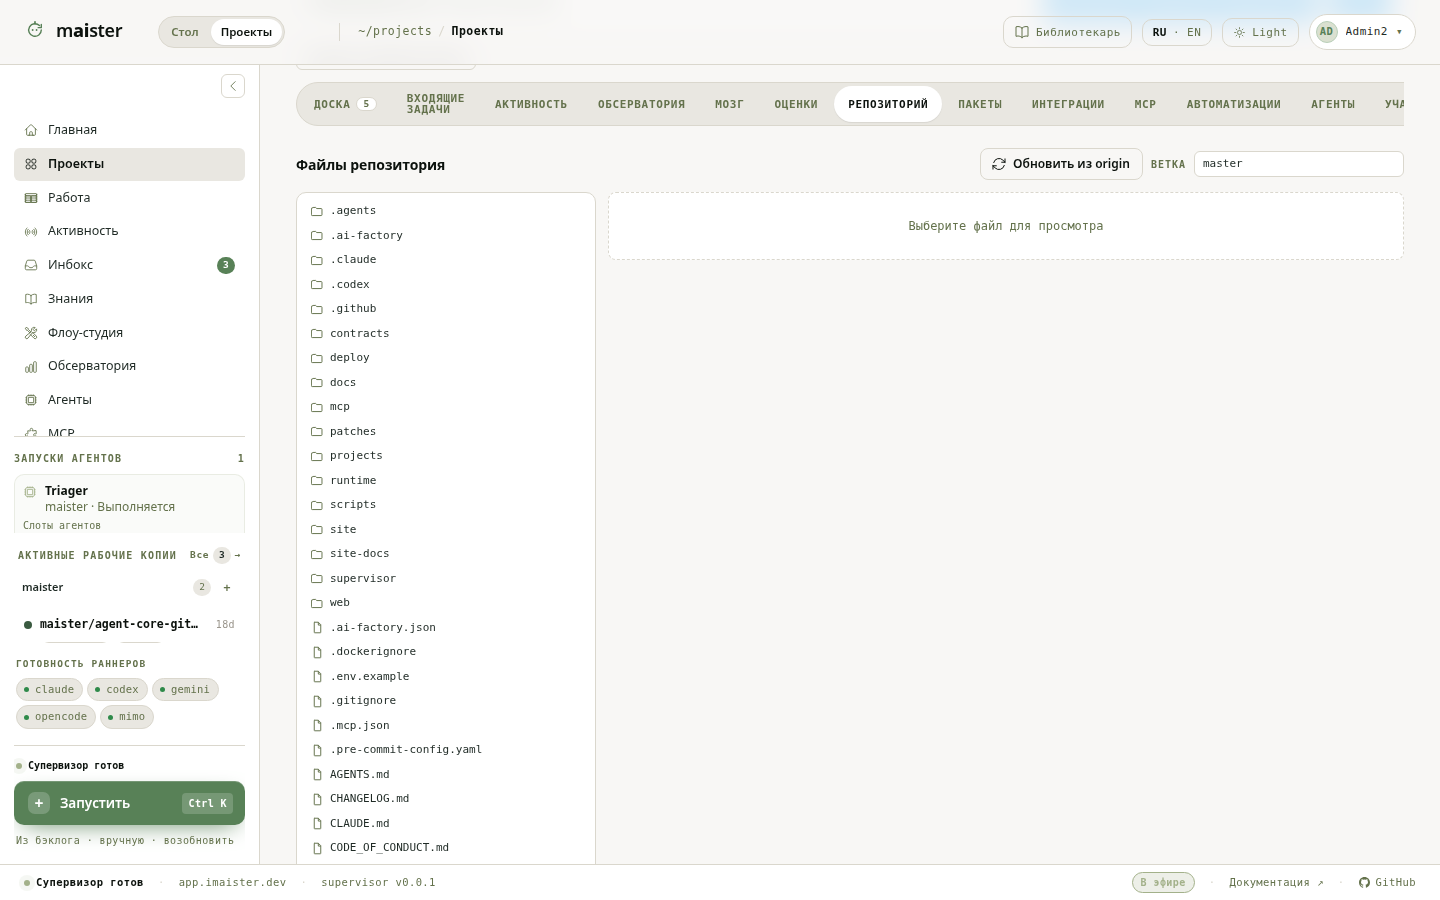 maister
Стол
Проекты
~/projects / Проекты
Библиотекарь
RU · EN
Light
AD
Admin2
Главная
Проекты
Работа
Активность
Инбокс
3
Знания
Флоу-студия
Обсерватория
Агенты
МСР
ЗАПУСКИ АГЕНТОВ
1
Triager
maister · Выполняется
Слоты агентов
АКТИВНЫЕ РАБОЧИЕ КОПИИ
Все 3 →
maister
2 +
maister/agent-core-git…
18d
ГОТОВНОСТЬ РАННЕРОВ
claude
codex
gemini
opencode
mimo
Супервизор готов
+ Запустить
Ctrl K
Из бэклога · вручную · возобновить
ДОСКА 5
ВХОДЯЩИЕ
ЗАДАЧИ
АКТИВНОСТЬ
ОБСЕРВАТОРИЯ
МОЗГ
ОЦЕНКИ
РЕПОЗИТОРИЙ
ПАКЕТЫ
ИНТЕГРАЦИИ
МСР
АВТОМАТИЗАЦИИ
АГЕНТЫ
УЧА
Файлы репозитория
Обновить из origin
ВЕТКА
master
.agents
.ai-factory
.claude
.codex
.github
contracts
deploy
docs
mcp
patches
projects
runtime
scripts
site
site-docs
supervisor
web
.ai-factory.json
.dockerignore
.env.example
.gitignore
.mcp.json
.pre-commit-config.yaml
AGENTS.md
CHANGELOG.md
CLAUDE.md
CODE_OF_CONDUCT.md
Выберите файл для просмотра
Супервизор готов · app.imaister.dev · supervisor v0.0.1
В эфире · Документация ↗ · GitHub